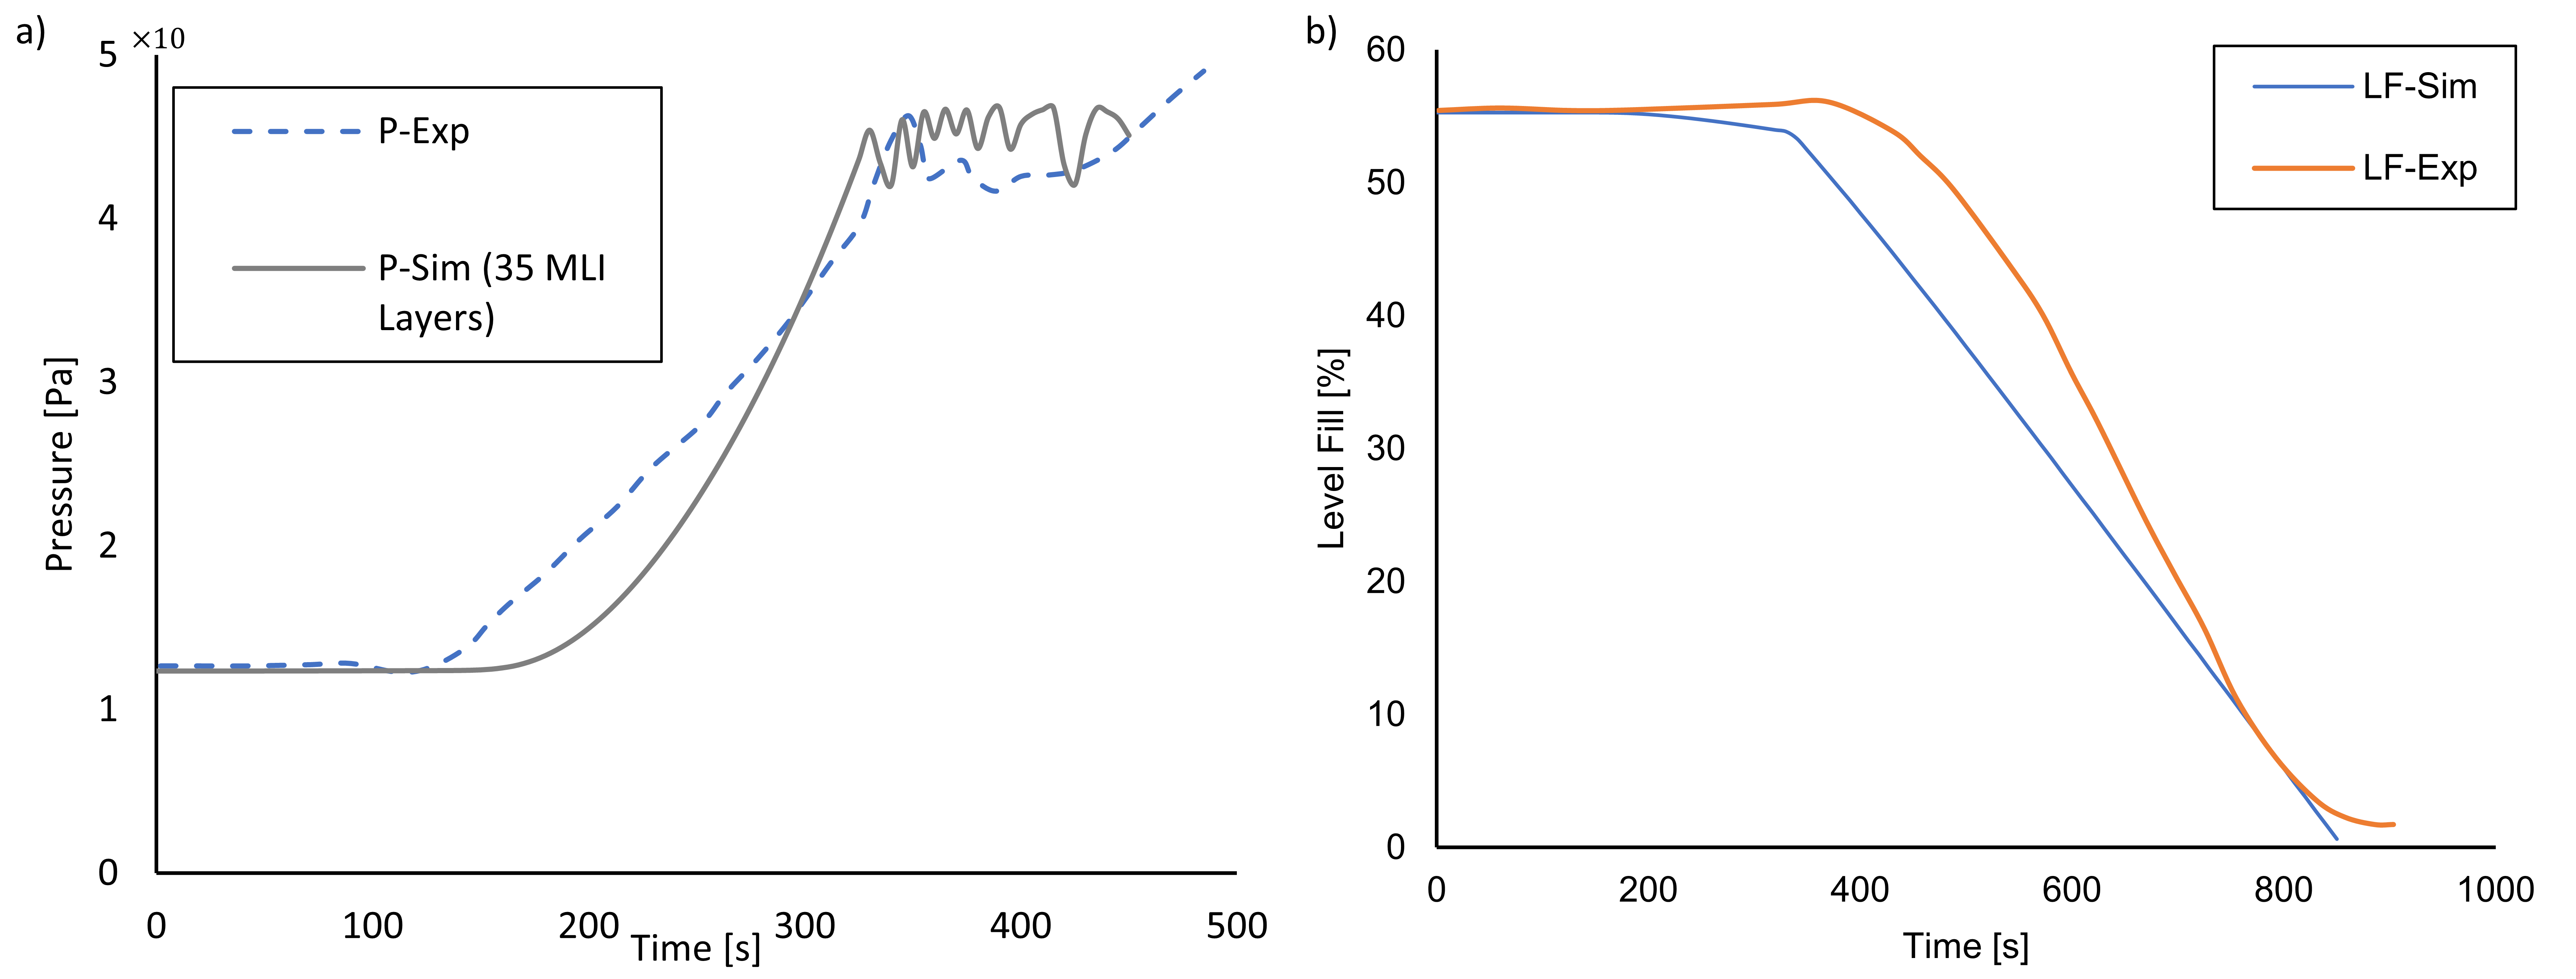 a)
×10
5
4
3
2
1
0
Pressure [Pa]
P-Exp
P-Sim (35 MLI
Layers)
0 100 200 300 400 500
Time [s]
b)
60
50
40
30
20
10
0
Level Fill [%]
LF-Sim
LF-Exp
0 200 400 600 800 1000
Time [s]